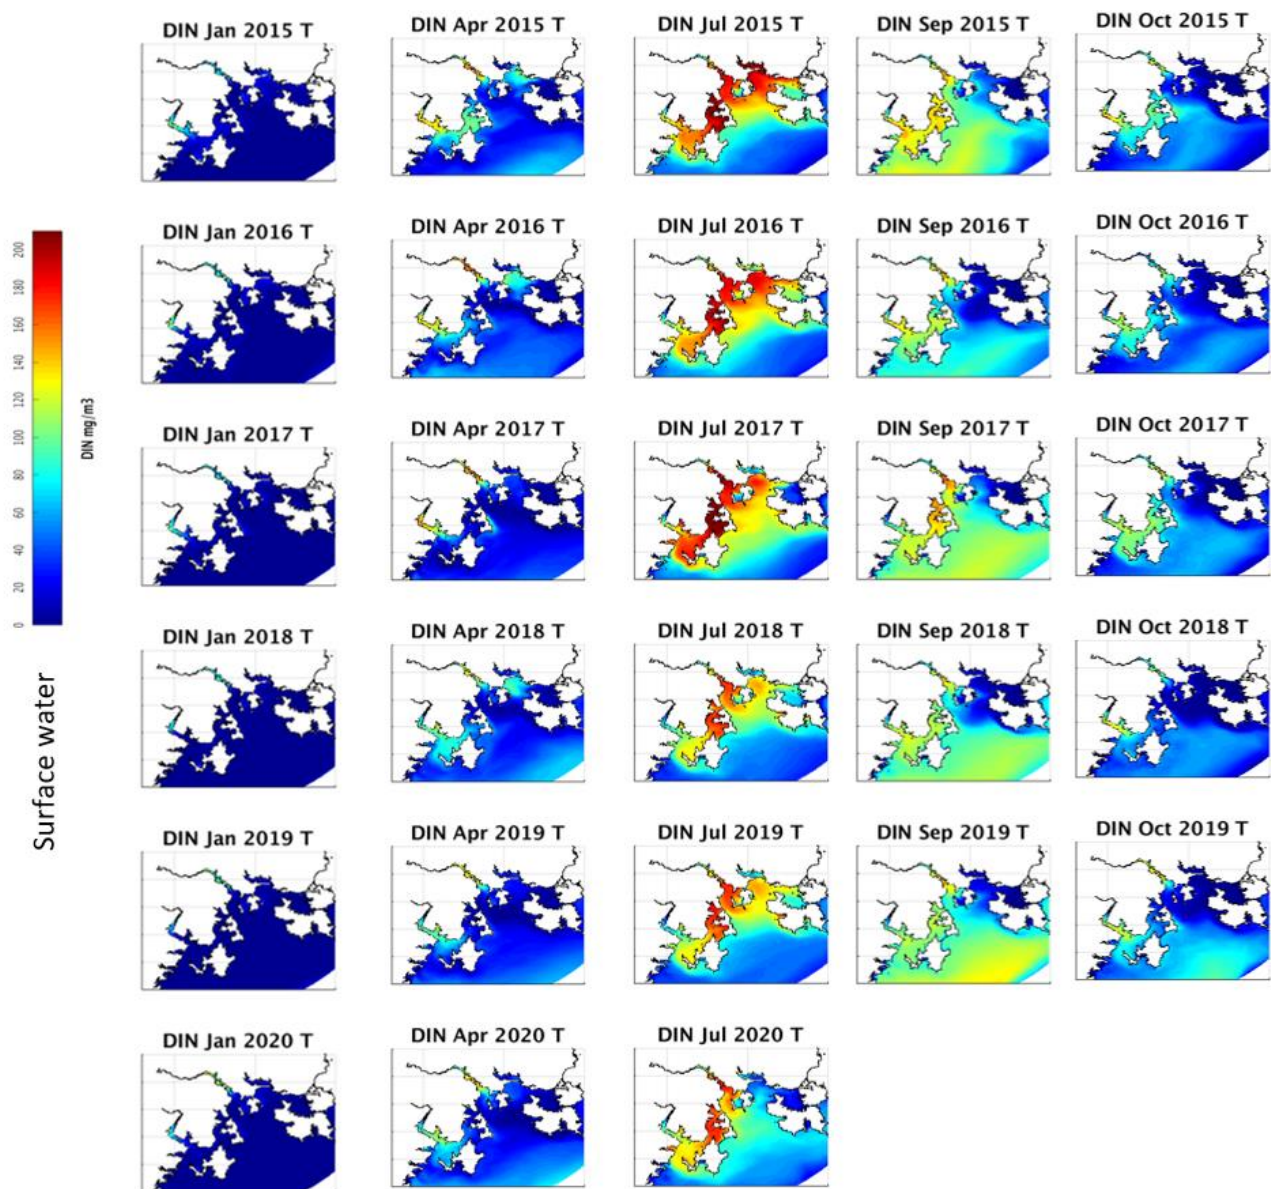 DIN Jan 2015 T
DIN Apr 2015 T
DIN Jul 2015 T
DIN Sep 2015 T
DIN Oct 2015 T
DIN Jan 2016 T
DIN Apr 2016 T
DIN Jul 2016 T
DIN Sep 2016 T
DIN Oct 2016 T
200
180
160
140
120
100
80
60
40
20
0
DIN mg/m3
DIN Jan 2017 T
DIN Apr 2017 T
DIN Jul 2017 T
DIN Sep 2017 T
DIN Oct 2017 T
DIN Jan 2018 T
DIN Apr 2018 T
DIN Jul 2018 T
DIN Sep 2018 T
DIN Oct 2018 T
Surface water
DIN Jan 2019 T
DIN Apr 2019 T
DIN Jul 2019 T
DIN Sep 2019 T
DIN Oct 2019 T
DIN Jan 2020 T
DIN Apr 2020 T
DIN Jul 2020 T